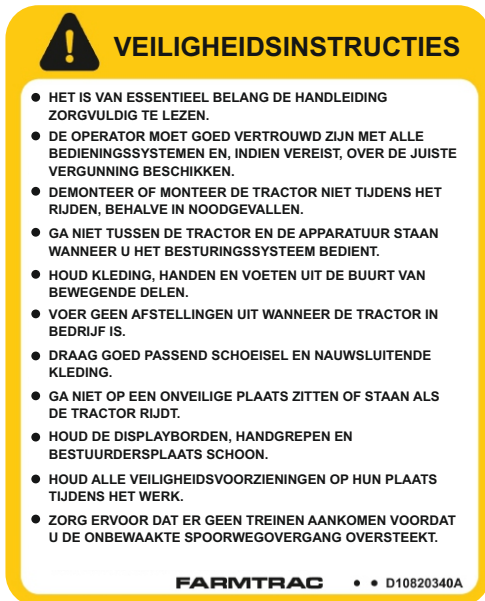 VEILIGHEIDSINSTRUCTIES
● HET IS VAN ESSENTIEEL BELANG DE HANDLEIDING
ZORGVULDIG TE LEZEN.
● DE OPERATOR MOET GOED VERTROUWD ZIJN MET ALLE
BEDIENINGSSYSTEMEN EN, INDIEN VEREIST, OVER DE JUISTE
VERGUNNING BESCHIKKEN.
● DEMONTEER OF MONTEER DE TRACTOR NIET TIJDENS HET
RIJDEN, BEHALVE IN NOODGEVALLEN.
● GA NIET TUSSEN DE TRACTOR EN DE APPARATUUR STAAN
WANNEER U HET BESTURINGSSYSTEEM BEDIENT.
● HOUD KLEDING, HANDEN EN VOETEN UIT DE BUURT VAN
BEWEGENDE DELEN.
● VOER GEEN AFSTELLINGEN UIT WANNEER DE TRACTOR IN
BEDRIJF IS.
● DRAAG GOED PASSEND SCHOEISEL EN NAUWSLUITENDE
KLEDING.
● GA NIET OP EEN ONVEILIGE PLAATS ZITTEN OF STAAN ALS
DE TRACTOR RIJDT.
● HOUD DE DISPLAYBORDEN, HANDGREPEN EN
BESTUURDERSPLAATS SCHOON.
● HOUD ALLE VEILIGHEIDSVOORZIENINGEN OP HUN PLAATS
TIJDENS HET WERK.
● ZORG ERVOOR DAT ER GEEN TREINEN AANKOMEN VOORDAT
U DE ONBEWAAKTE SPOORWEGOVERGANG OVERSTEEKT.
FARMTRAC ● ● D10820340A